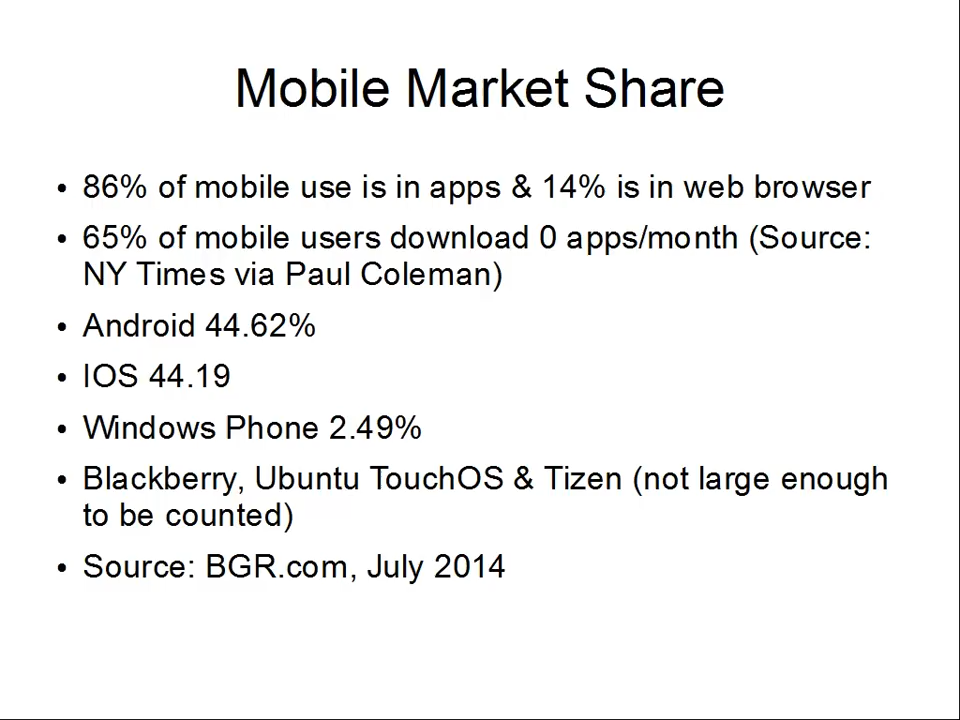 Mobile Market Share
• 86% of mobile use is in apps & 14% is in web browser
• 65% of mobile users download 0 apps/month (Source:
NY Times via Paul Coleman)
• Android 44.62%
• IOS 44.19
• Windows Phone 2.49%
• Blackberry, Ubuntu TouchOS & Tizen (not large enough
to be counted)
• Source: BGR.com, July 2014